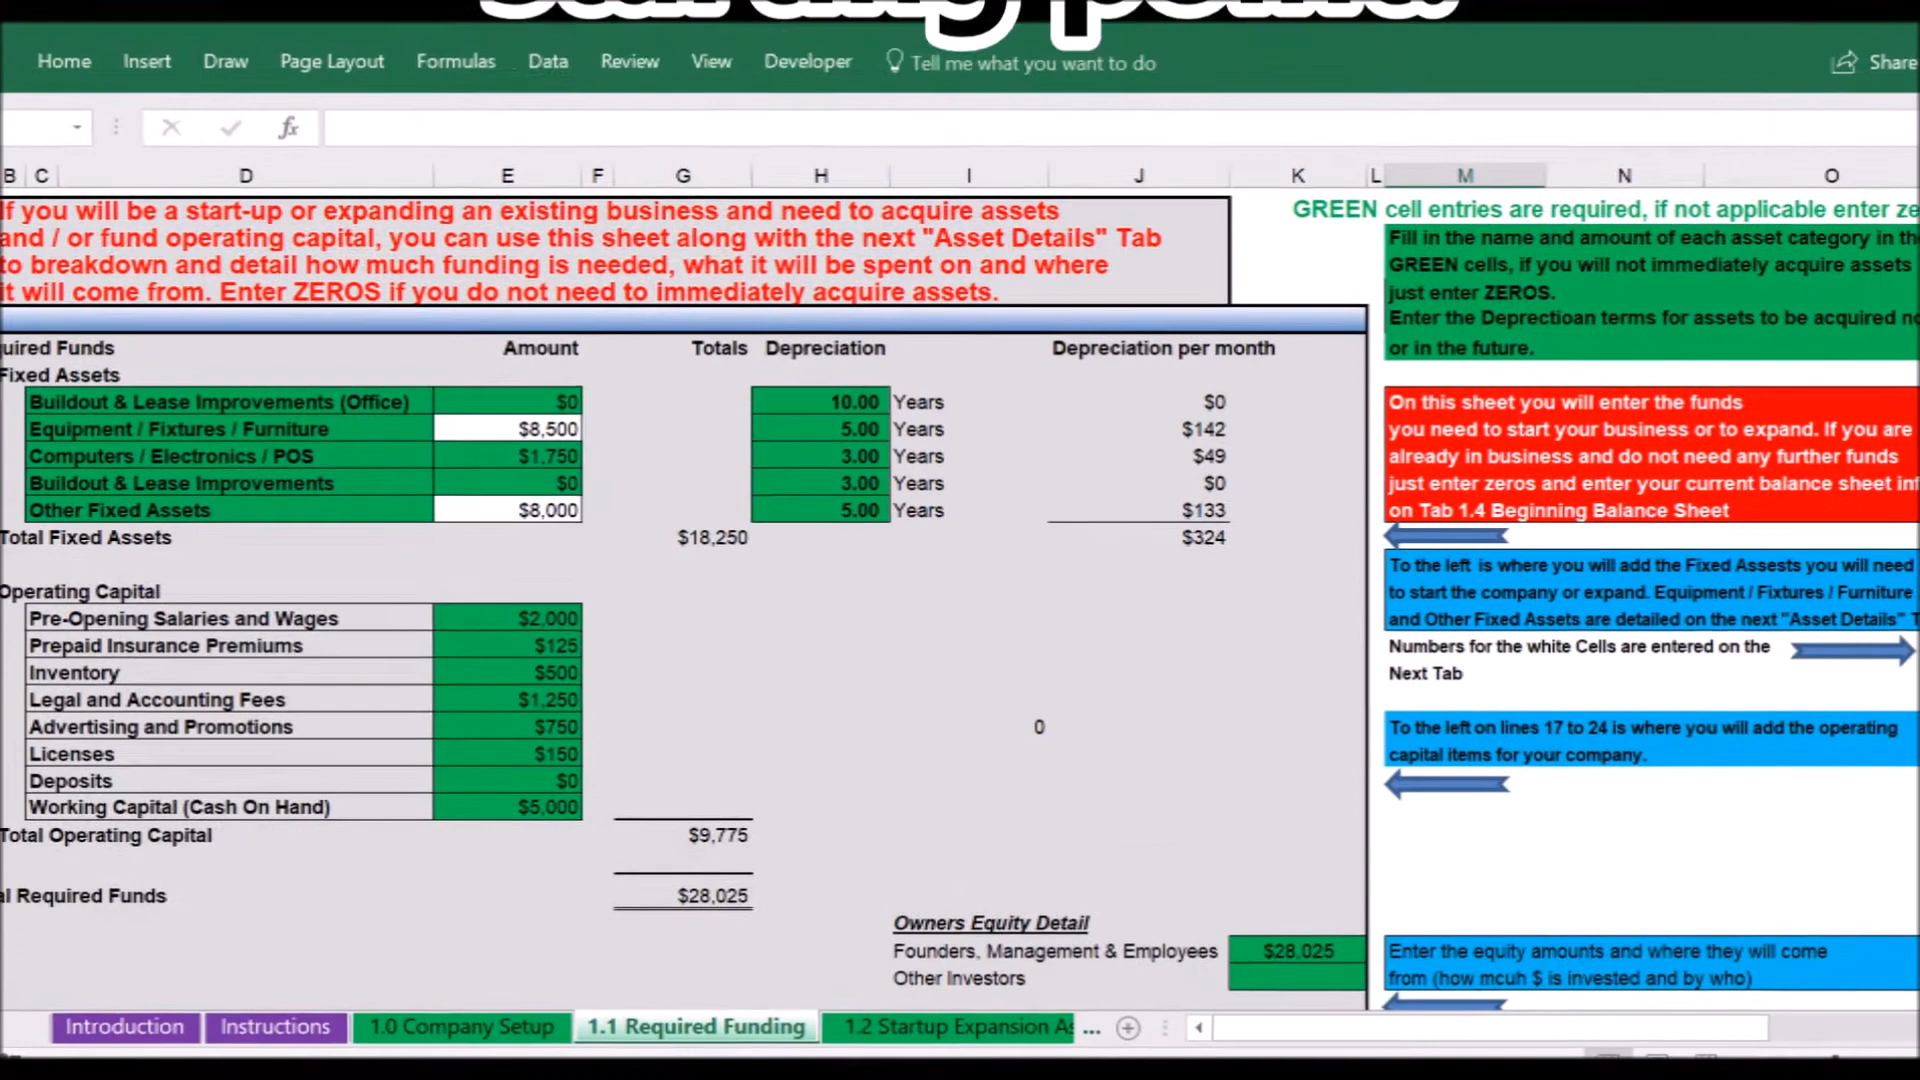 Home Insert Draw Page Layout Formulas Data Review View Developer Tell me what you want to do Share
fx
B C D E F G H I J K L M N O
If you will be a start-up or expanding an existing business and need to acquire assets
and / or fund operating capital, you can use this sheet along with the next "Asset Details" Tab
to breakdown and detail how much funding is needed, what it will be spent on and where
it will come from. Enter ZEROS if you do not need to immediately acquire assets.
GREEN cell entries are required, if not applicable enter ze
Fill in the name and amount of each asset category in th
GREEN cells, if you will not immediately acquire assets
just enter ZEROS.
Enter the Deprectioan terms for assets to be acquired no
or in the future.
uired Funds Amount Totals Depreciation Depreciation per month
Fixed Assets
Buildout & Lease Improvements (Office) $0 10.00 Years $0
Equipment / Fixtures / Furniture $8,500 5.00 Years $142
Computers / Electronics / POS $1,750 3.00 Years $49
Buildout & Lease Improvements $0 3.00 Years $0
Other Fixed Assets $8,000 5.00 Years $133
Total Fixed Assets $18,250 $324
On this sheet you will enter the funds
you need to start your business or to expand. If you are
already in business and do not need any further funds
just enter zeros and enter your current balance sheet inf
on Tab 1.4 Beginning Balance Sheet
To the left is where you will add the Fixed Assests you will need
to start the company or expand. Equipment / Fixtures / Furniture
and Other Fixed Assets are detailed on the next "Asset Details" T
Numbers for the white Cells are entered on the
Next Tab
Operating Capital
Pre-Opening Salaries and Wages $2,000
Prepaid Insurance Premiums $125
Inventory $500
Legal and Accounting Fees $1,250
Advertising and Promotions $750 0
Licenses $150
Deposits $0
Working Capital (Cash On Hand) $5,000
Total Operating Capital $9,775
al Required Funds $28,025
To the left on lines 17 to 24 is where you will add the operating
capital items for your company.
Owners Equity Detail
Founders, Management & Employees $28,025
Other Investors
Enter the equity amounts and where they will come
from (how mcuh $ is invested and by who)
Introduction Instructions 1.0 Company Setup 1.1 Required Funding 1.2 Startup Expansion As ...